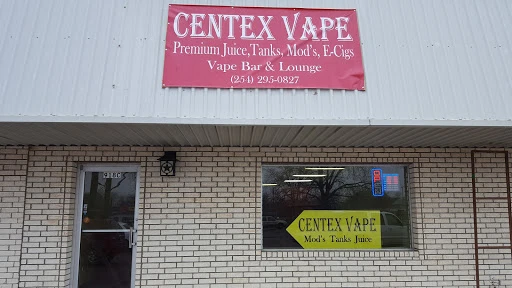 CENTEX VAPE
Premium Juice,Tanks, Mod's, E-Cigs
Vape Bar & Lounge
(254) 295-0827
CENTEX VAPE
Mod's Tanks Juice